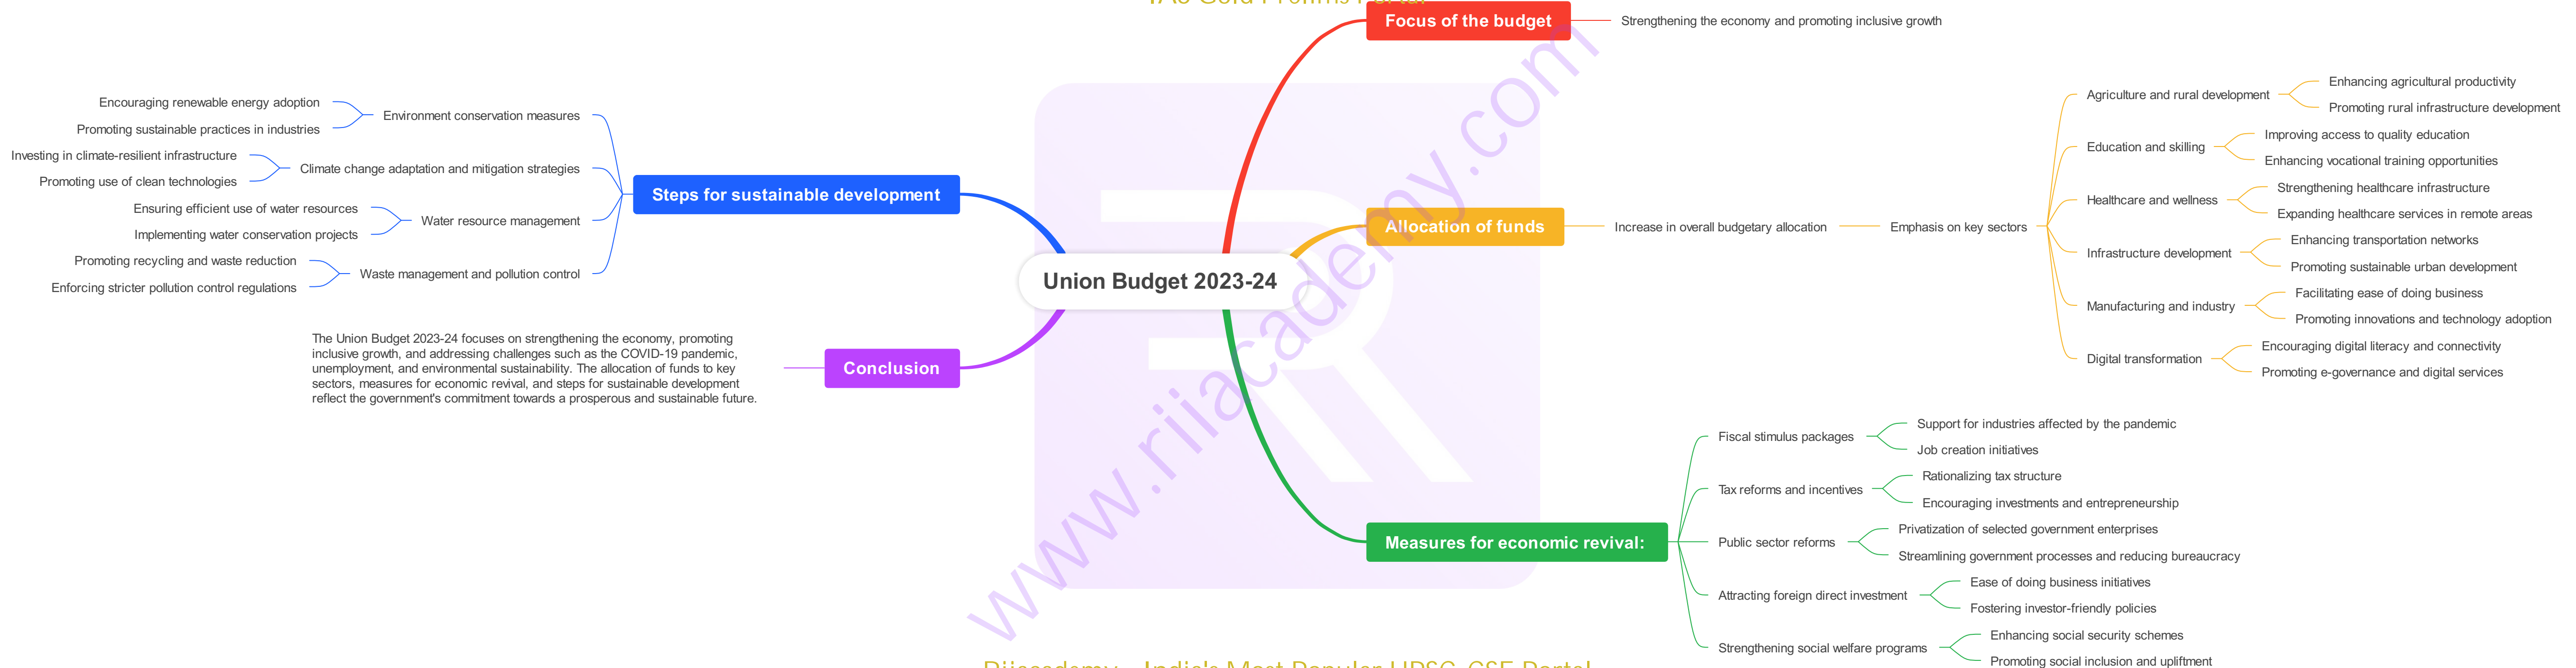 Focus of the budget
Strengthening the economy and promoting inclusive growth
Union Budget 2023-24
Allocation of funds
Increase in overall budgetary allocation
Emphasis on key sectors
Agriculture and rural development
Enhancing agricultural productivity
Promoting rural infrastructure development
Education and skilling
Improving access to quality education
Enhancing vocational training opportunities
Healthcare and wellness
Strengthening healthcare infrastructure
Expanding healthcare services in remote areas
Infrastructure development
Enhancing transportation networks
Promoting sustainable urban development
Manufacturing and industry
Facilitating ease of doing business
Promoting innovations and technology adoption
Digital transformation
Encouraging digital literacy and connectivity
Promoting e-governance and digital services
Measures for economic revival:
Fiscal stimulus packages
Support for industries affected by the pandemic
Job creation initiatives
Tax reforms and incentives
Rationalizing tax structure
Encouraging investments and entrepreneurship
Public sector reforms
Privatization of selected government enterprises
Streamlining government processes and reducing bureaucracy
Attracting foreign direct investment
Ease of doing business initiatives
Fostering investor-friendly policies
Strengthening social welfare programs
Enhancing social security schemes
Promoting social inclusion and upliftment
Steps for sustainable development
Environment conservation measures
Encouraging renewable energy adoption
Promoting sustainable practices in industries
Climate change adaptation and mitigation strategies
Investing in climate-resilient infrastructure
Promoting use of clean technologies
Water resource management
Ensuring efficient use of water resources
Implementing water conservation projects
Waste management and pollution control
Promoting recycling and waste reduction
Enforcing stricter pollution control regulations
Conclusion
The Union Budget 2023-24 focuses on strengthening the economy, promoting
inclusive growth, and addressing challenges such as the COVID-19 pandemic,
unemployment, and environmental sustainability. The allocation of funds to key
sectors, measures for economic revival, and steps for sustainable development
reflect the government's commitment towards a prosperous and sustainable future.
www.rijiacademy.com
India's Most Popular UPSC-CSE Portal